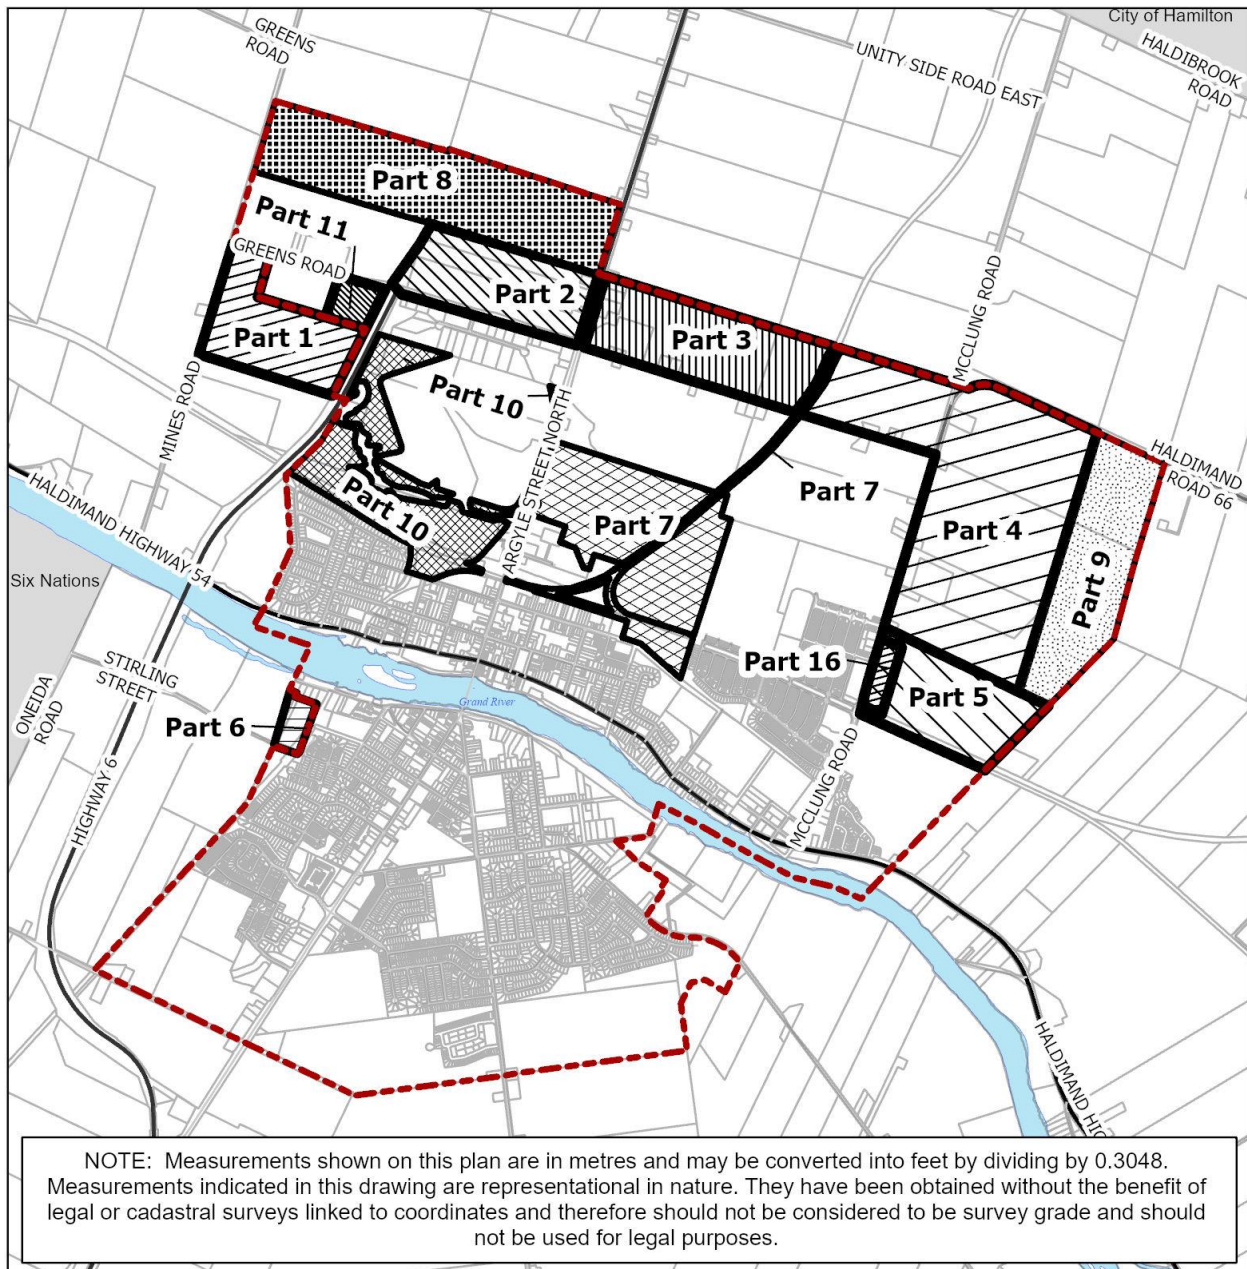 City of Hamilton
GREENS
ROAD
UNITY SIDE ROAD EAST
HALDIBROOK
ROAD
Part 8
Part 11
GREENS ROAD
Part 2
MCCLUNG ROAD
Part 1
Part 3
Part 10
MINES ROAD
ARGYLE STREET NORTH
HALDIMAND
ROAD 66
Part 7
HALDIMAND HIGHWAY 54
Part 10
Part 7
Part 4
Six Nations
Part 9
STIRLING
STREET
Part 16
ONEIDA
ROAD
Grand River
Part 5
Part 6
HIGHWAY 6
MCCLUNG ROAD
HALDIMAND HIG
NOTE:  Measurements shown on this plan are in metres and may be converted into feet by dividing by 0.3048.
Measurements indicated in this drawing are representational in nature. They have been obtained without the benefit of
legal or cadastral surveys linked to coordinates and therefore should not be considered to be survey grade and should
not be used for legal purposes.